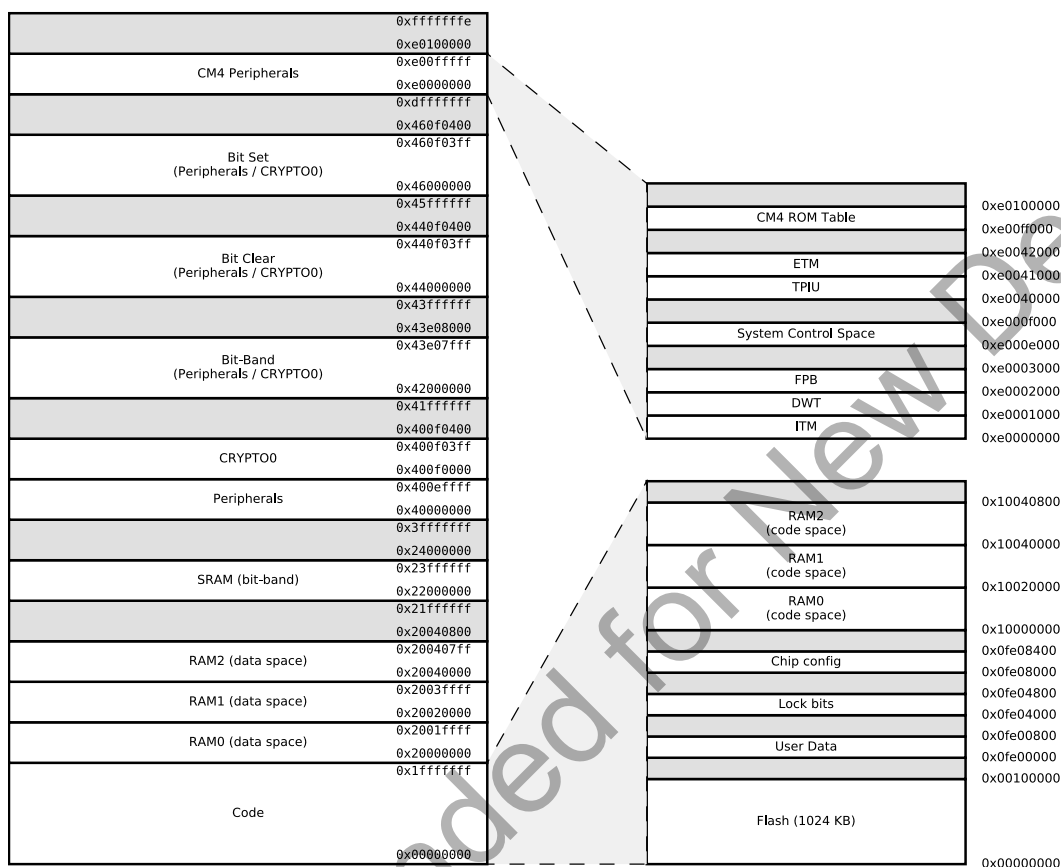 0xfffffffe
0xe0100000
0xe00fffff
CM4 Peripherals
0xe0000000
0xdfffffff
0x460f0400
0x460f03ff
Bit Set
(Peripherals / CRYPTO0)
0x46000000
0x45ffffff
0x440f0400
0x440f03ff
Bit Clear
(Peripherals / CRYPTO0)
0x44000000
0x43ffffff
0x43e08000
0x43e07fff
Bit-Band
(Peripherals / CRYPTO0)
0x42000000
0x41ffffff
0x400f0400
0x400f03ff
CRYPTO0
0x400f0000
0x400effff
Peripherals
0x40000000
0x3fffffff
0x24000000
0x23ffffff
SRAM (bit-band)
0x22000000
0x21ffffff
0x20040800
0x200407ff
RAM2 (data space)
0x20040000
0x2003ffff
RAM1 (data space)
0x20020000
0x2001ffff
RAM0 (data space)
0x20000000
0x1fffffff
Code
0x00000000
0xe0100000
CM4 ROM Table
0xe00ff000
0xe0042000
ETM
0xe0041000
TPIU
0xe0040000
0xe000f000
System Control Space
0xe000e000
0xe0003000
FPB
0xe0002000
DWT
0xe0001000
ITM
0xe0000000
0x10040800
RAM2
(code space)
0x10040000
RAM1
(code space)
0x10020000
RAM0
(code space)
0x10000000
0x0fe08400
Chip config
0x0fe08000
0x0fe04800
Lock bits
0x0fe04000
0x0fe00800
User Data
0x0fe00000
0x00100000
Flash (1024 KB)
0x00000000
nded for New De